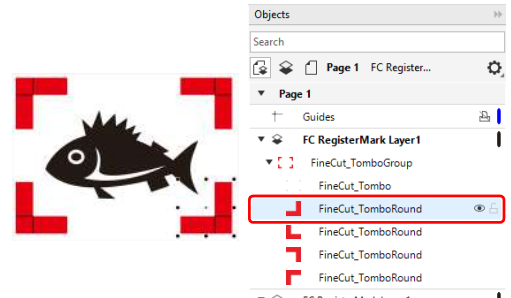 Objects
Search
Page 1 FC Register...
Page 1
Guides
FC RegisterMark Layer1
FineCut_TomboGroup
FineCut_Tombo
FineCut_TomboRound
FineCut_TomboRound
FineCut_TomboRound
FineCut_TomboRound